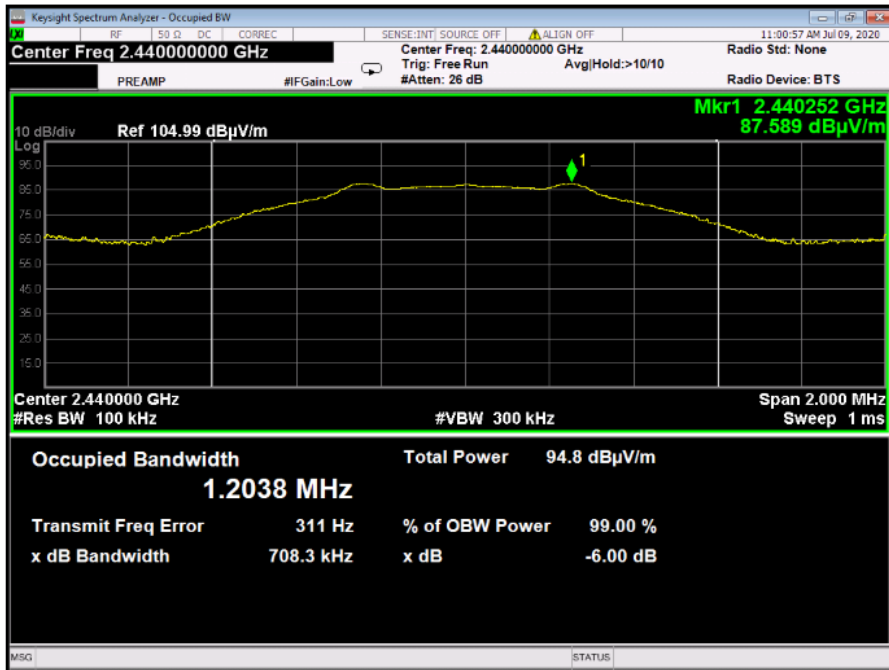 Keysight Spectrum Analyzer - Occupied BW
RF 50 Ω DC CORREC SENSE:INT SOURCE OFF ALIGN OFF 11:00:57 AM Jul 09, 2020
Center Freq 2.440000000 GHz Center Freq: 2.440000000 GHz Radio Std: None
Trig: Free Run Avg|Hold:>10/10
PREAMP #IFGain:Low #Atten: 26 dB Radio Device: BTS
Mkr1 2.440252 GHz
87.589 dBµV/m
10 dB/div Ref 104.99 dBµV/m
Log
95.0
85.0
75.0
65.0
55.0
45.0
35.0
25.0
15.0
1
Center 2.440000 GHz Span 2.000 MHz
#Res BW 100 kHz #VBW 300 kHz Sweep 1 ms
Occupied Bandwidth Total Power 94.8 dBµV/m
1.2038 MHz
Transmit Freq Error 311 Hz % of OBW Power 99.00 %
x dB Bandwidth 708.3 kHz x dB -6.00 dB
MSG STATUS